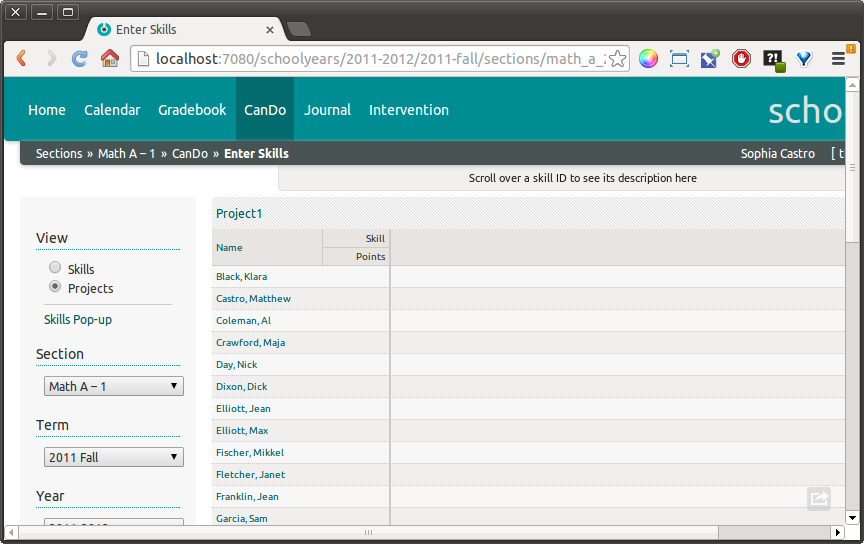 Enter Skills
localhost:7080/schoolyears/2011-2012/2011-fall/sections/math_a_
Home Calendar Gradebook CanDo Journal Intervention scho
Sections » Math A – 1 » CanDo » Enter Skills Sophia Castro [ t
Scroll over a skill ID to see its description here
View
Skills
Projects
Skills Pop-up
Section
Math A – 1
Term
2011 Fall
Year
Project1
Name Skill
Points
Black, Klara
Castro, Matthew
Coleman, Al
Crawford, Maja
Day, Nick
Dixon, Dick
Elliott, Jean
Elliott, Max
Fischer, Mikkel
Fletcher, Janet
Franklin, Jean
Garcia, Sam